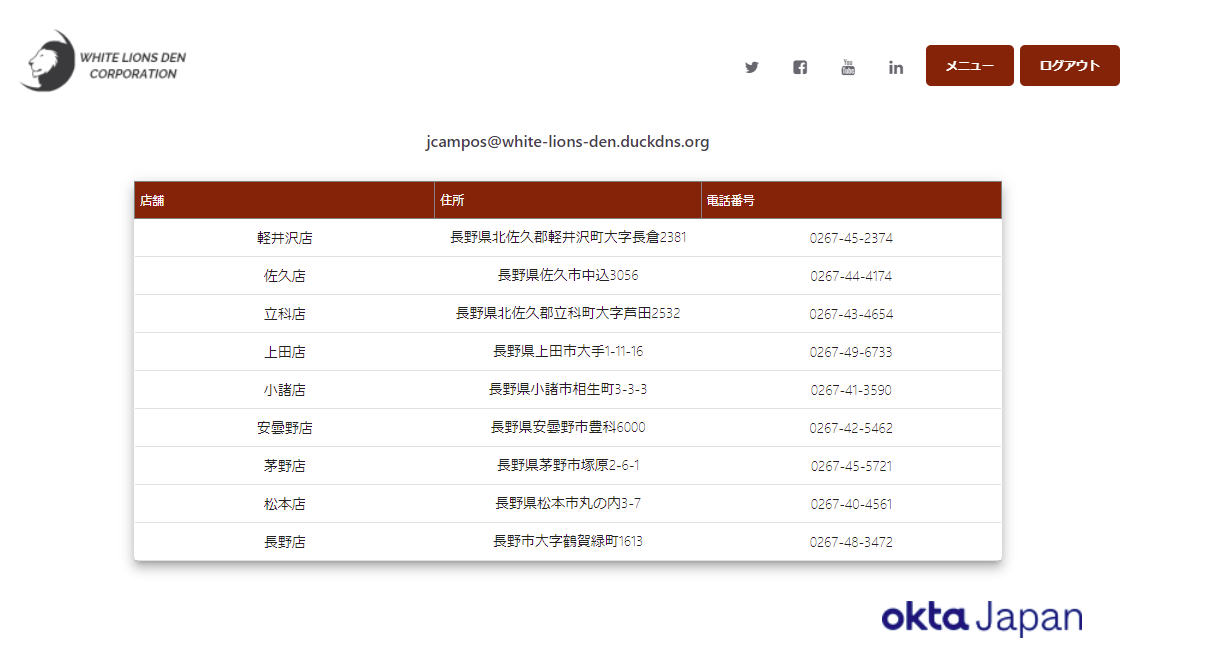 WHITE LIONS DEN
CORPORATION
You
Tube
メニュー
ログアウト
jcampos@white-lions-den.duckdns.org
店舗 住所 電話番号
軽井沢店 長野県北佐久郡軽井沢町大字長倉2381 0267-45-2374
佐久店 長野県佐久市中込3056 0267-44-4174
立科店 長野県北佐久郡立科町大字芦田2532 0267-43-4654
上田店 長野県上田市大手1-11-16 0267-49-6733
小諸店 長野県小諸市相生町3-3-3 0267-41-3590
安曇野店 長野県安曇野市豊科6000 0267-42-5462
茅野店 長野県茅野市塚原2-6-1 0267-45-5721
松本店 長野県松本市丸の内3-7 0267-40-4561
長野店 長野市大字鶴賀緑町1613 0267-48-3472
okta Japan